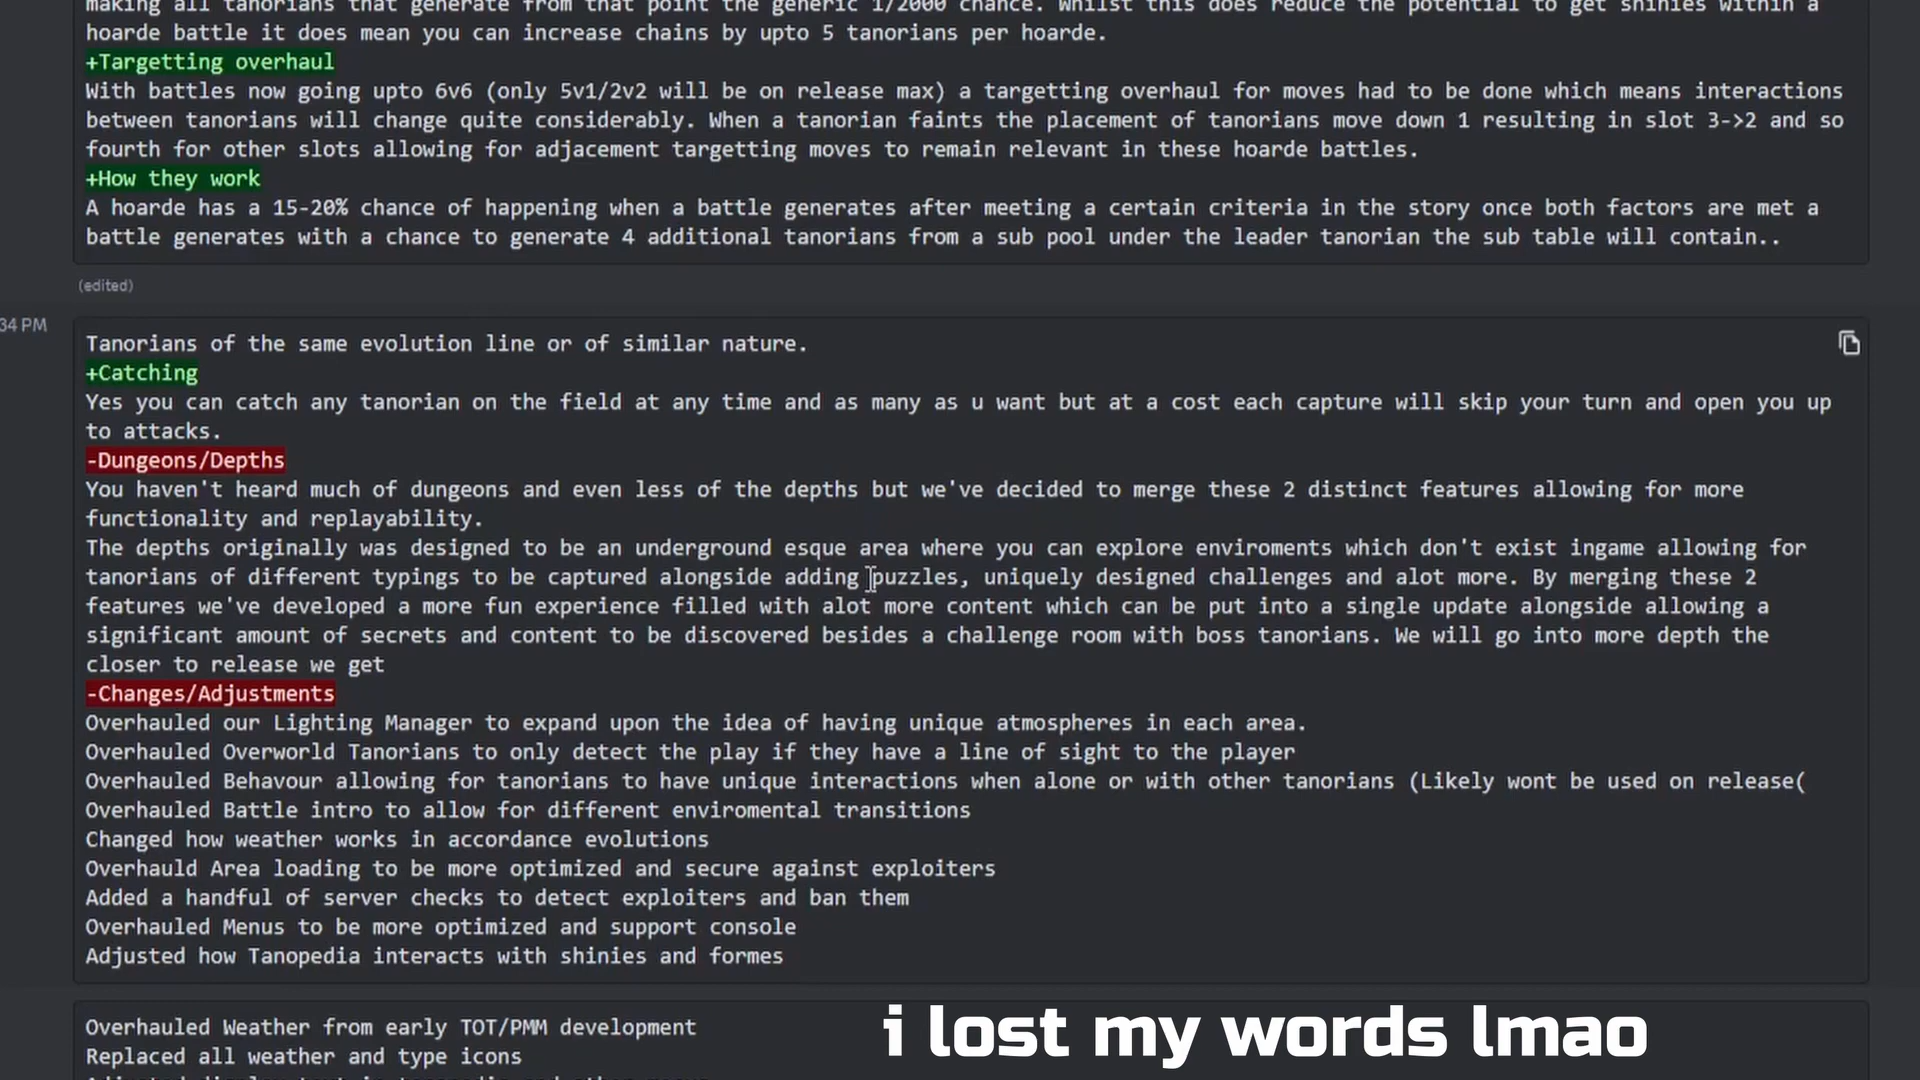 making all tanorians that generate from that point the generic 1/2000 chance. Whilst this does reduce the potential to get shinies within a
hoarde battle it does mean you can increase chains by upto 5 tanorians per hoarde.
+Targetting overhaul
With battles now going upto 6v6 (only 5v1/2v2 will be on release max) a targetting overhaul for moves had to be done which means interactions
between tanorians will change quite considerably. When a tanorian faints the placement of tanorians move down 1 resulting in slot 3->2 and so
fourth for other slots allowing for adjacement targetting moves to remain relevant in these hoarde battles.
+How they work
A hoarde has a 15-20% chance of happening when a battle generates after meeting a certain criteria in the story once both factors are met a
battle generates with a chance to generate 4 additional tanorians from a sub pool under the leader tanorian the sub table will contain..
(edited)
34 PM
Tanorians of the same evolution line or of similar nature.
+Catching
Yes you can catch any tanorian on the field at any time and as many as u want but at a cost each capture will skip your turn and open you up
to attacks.
-Dungeons/Depths
You haven't heard much of dungeons and even less of the depths but we've decided to merge these 2 distinct features allowing for more
functionality and replayability.
The depths originally was designed to be an underground esque area where you can explore enviroments which don't exist ingame allowing for
tanorians of different typings to be captured alongside adding puzzles, uniquely designed challenges and alot more. By merging these 2
features we've developed a more fun experience filled with alot more content which can be put into a single update alongside allowing a
significant amount of secrets and content to be discovered besides a challenge room with boss tanorians. We will go into more depth the
closer to release we get
-Changes/Adjustments
Overhauled our Lighting Manager to expand upon the idea of having unique atmospheres in each area.
Overhauled Overworld Tanorians to only detect the play if they have a line of sight to the player
Overhauled Behavour allowing for tanorians to have unique interactions when alone or with other tanorians (Likely wont be used on release(
Overhauled Battle intro to allow for different enviromental transitions
Changed how weather works in accordance evolutions
Overhauld Area loading to be more optimized and secure against exploiters
Added a handful of server checks to detect exploiters and ban them
Overhauled Menus to be more optimized and support console
Adjusted how Tanopedia interacts with shinies and formes
Overhauled Weather from early TOT/PMM development
Replaced all weather and type icons
i lost my words lmao